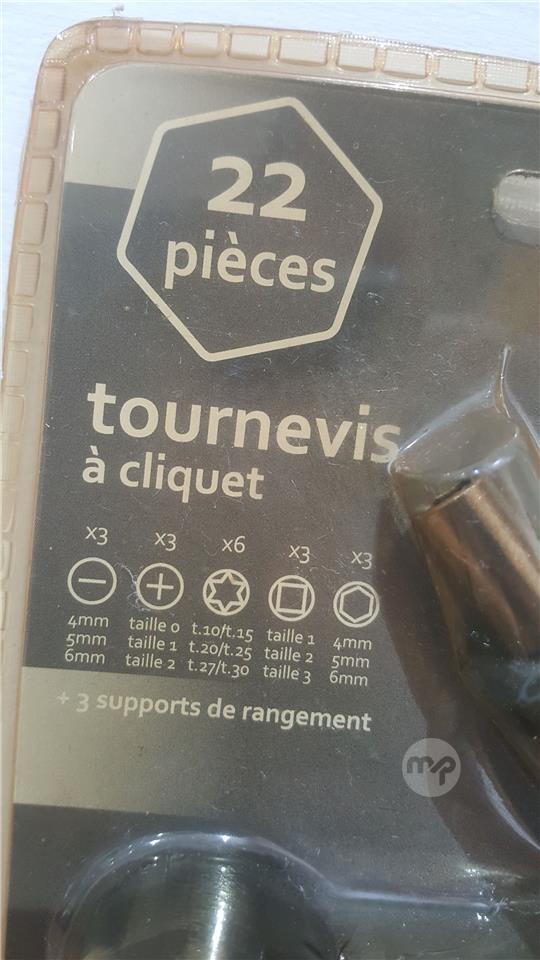 22
pièces
tournevis
à cliquet
x3 x3 x6 x3 x3
4mm taille 0 t.10/t.15 taille 1 4mm
5mm taille 1 t.20/t.25 taille 2 5mm
6mm taille 2 t.27/t.30 taille 3 6mm
+ 3 supports de rangement
mp